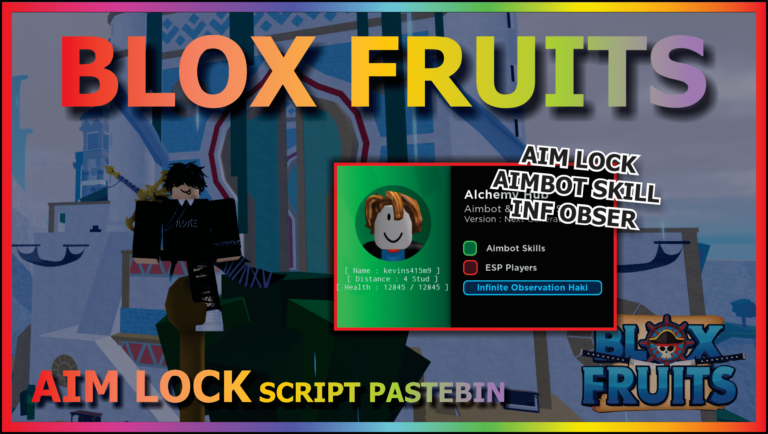 BLOX FRUITS
AIM LOCK
AIMBOT SKILL
INF OBSER
Alchemy Hub
Aimbot &
Version : Next
Aimbot Skills
ESP Players
Infinite Observation Haki
[ Name : kevins415m9 ]
[ Distance : 4 Stud ]
[ Health : 12845 / 12845 ]
BLOX
FRUITS
AIM LOCK SCRIPT PASTEBIN